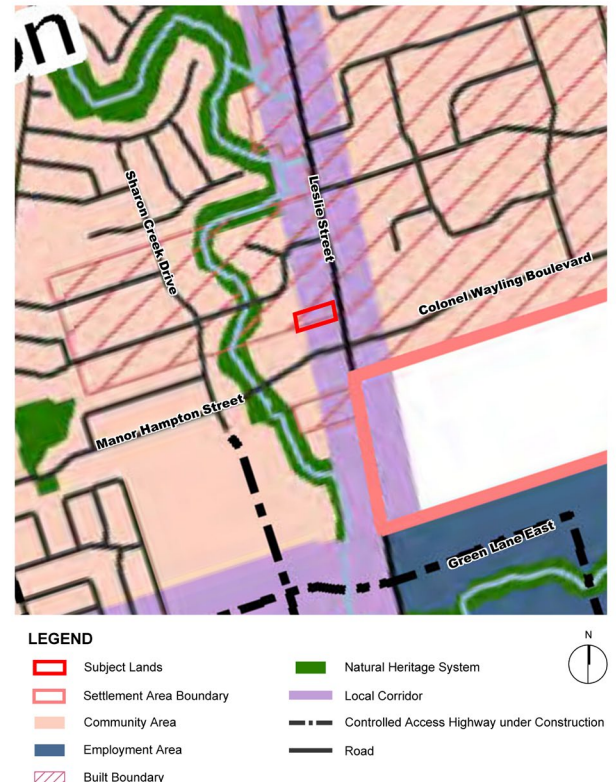 on
Sharon Creek Drive
Leslie Street
Colonel Wayling Boulevard
Manor Hampton Street
Green Lane East
LEGEND
N
Subject Lands
Natural Heritage System
Settlement Area Boundary
Local Corridor
Community Area
Controlled Access Highway under Construction
Employment Area
Road
Built Boundary